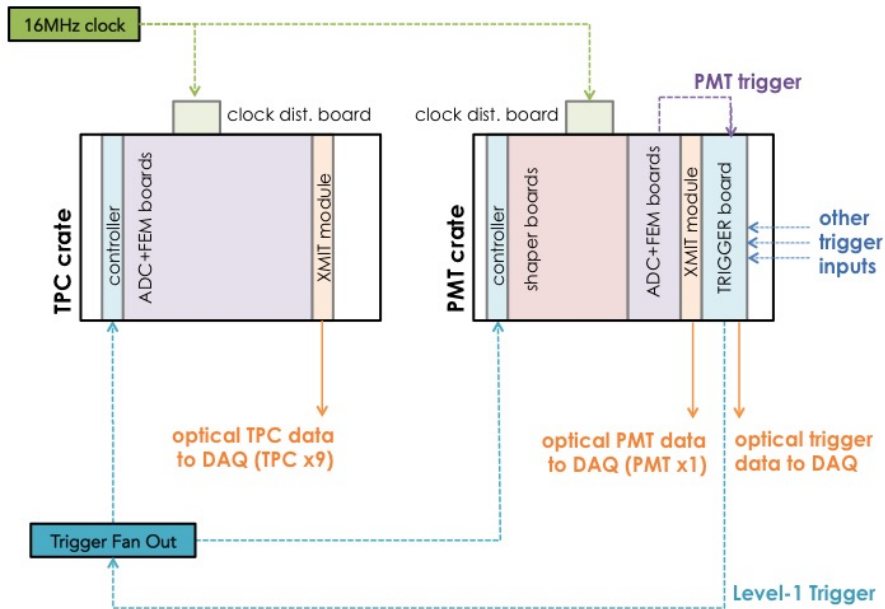 16MHz clock
PMT trigger
clock dist. board
clock dist. board
TPC crate
controller
ADC+FEM boards
XMIT module
PMT crate
controller
shaper boards
ADC+FEM boards
XMIT module
TRIGGER board
other
trigger
inputs
optical TPC data
to DAQ (TPC x9)
optical PMT data
to DAQ (PMT x1)
optical trigger
data to DAQ
Trigger Fan Out
Level-1 Trigger